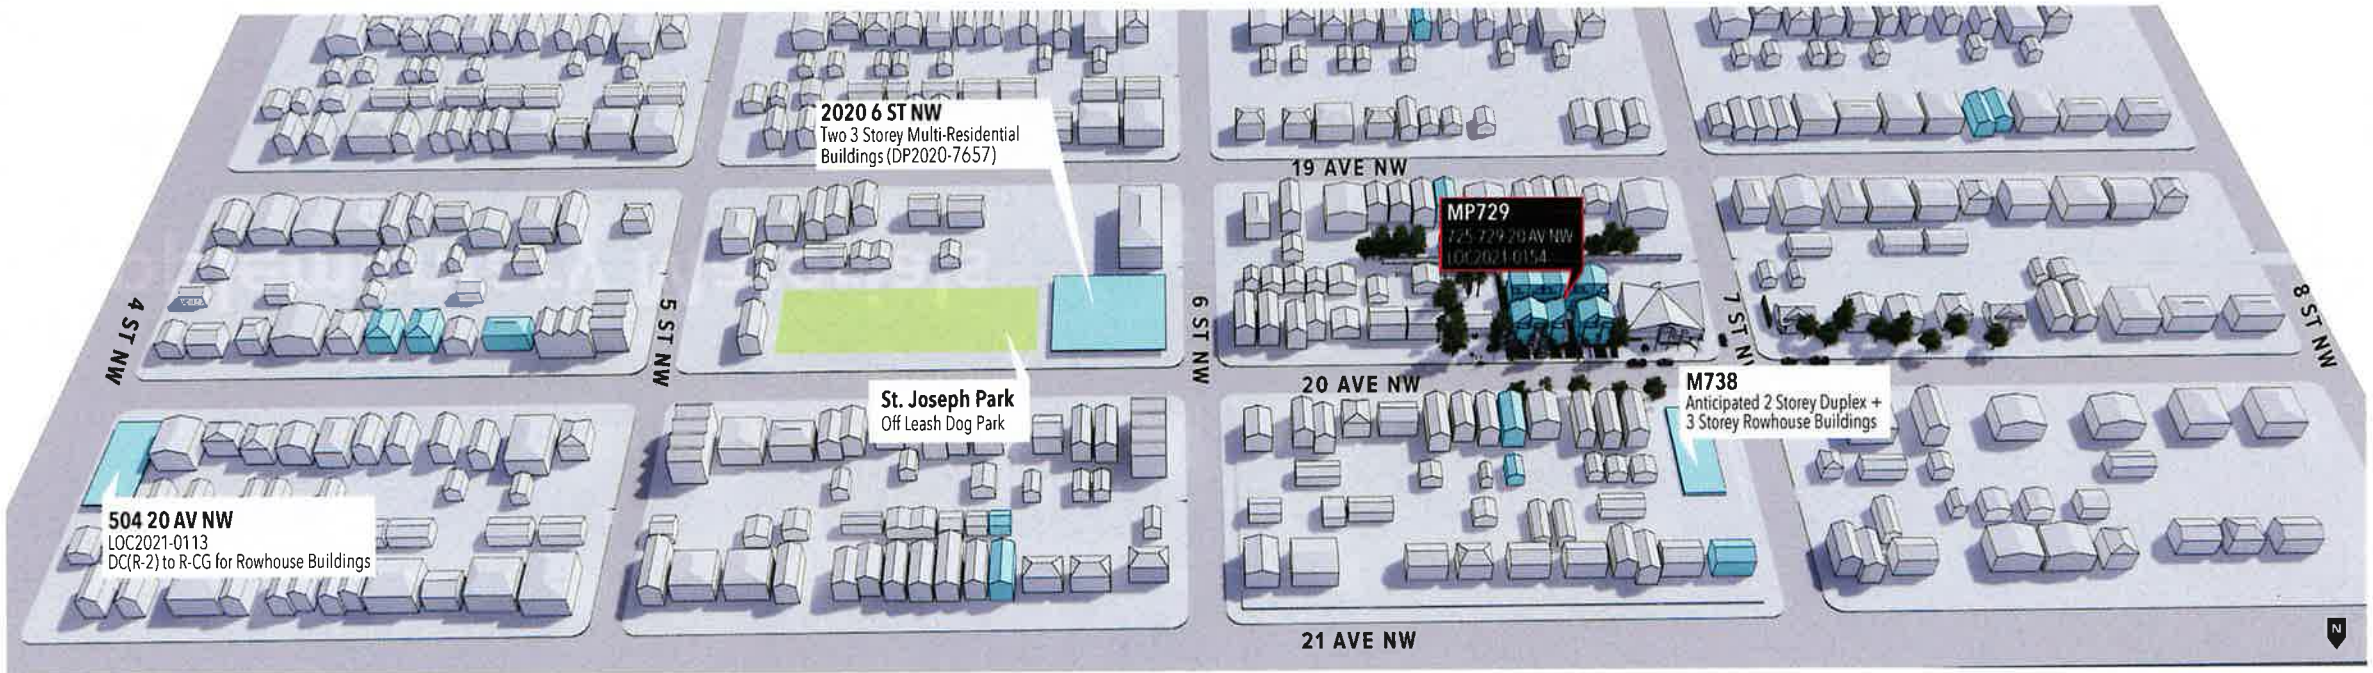 2020 6 ST NW
Two 3 Storey Multi-Residential
Buildings (DP2020-7657)
19 AVE NW
MP729
725-729 20 AV NW
LOC2021-0154
4 ST NW
5 ST NW
6 ST NW
7 ST NW
8 ST NW
St. Joseph Park
Off Leash Dog Park
20 AVE NW
M738
Anticipated 2 Storey Duplex +
3 Storey Rowhouse Buildings
504 20 AV NW
LOC2021-0113
DC(R-2) to R-CG for Rowhouse Buildings
21 AVE NW
N